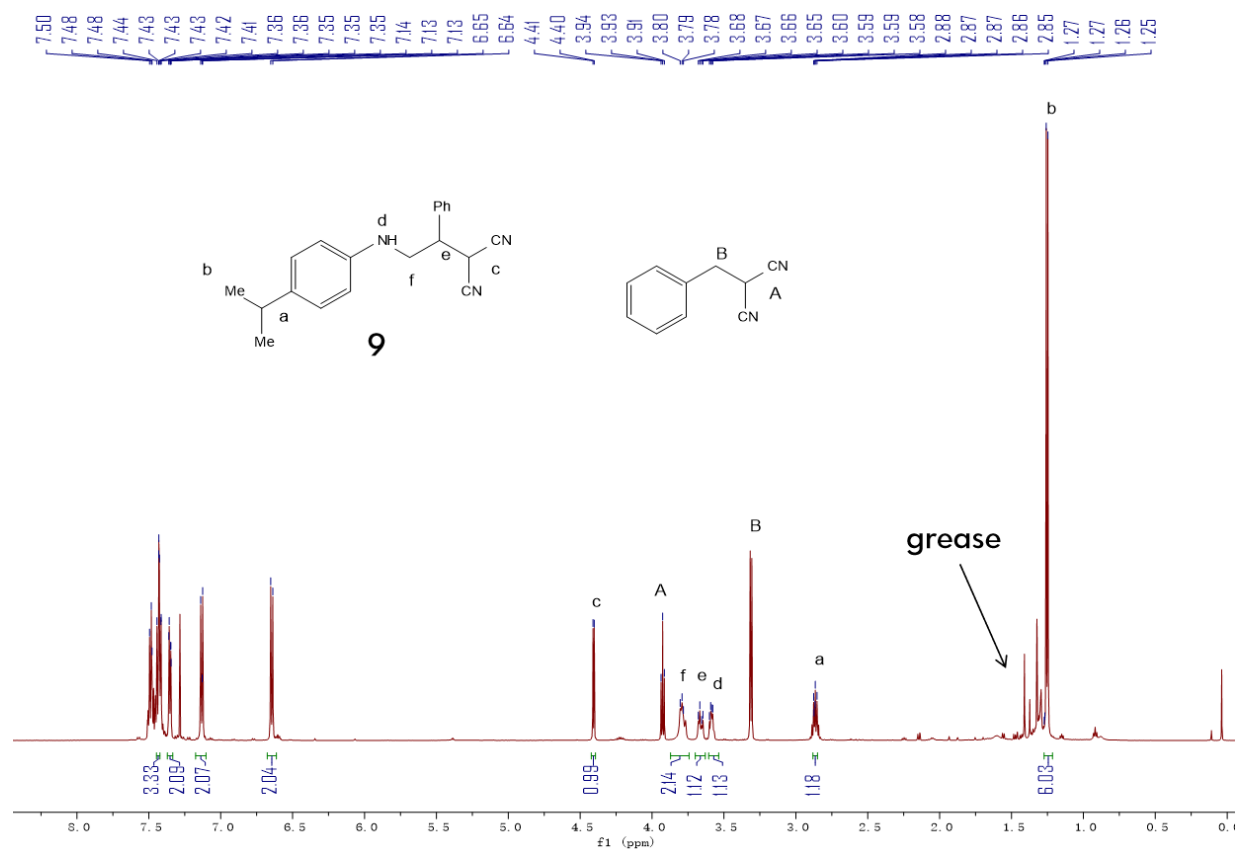 7.50 7.48 7.48 7.44 7.43 7.43 7.43 7.42 7.41 7.36 7.36 7.35 7.35 7.35 7.14 7.13 7.13 6.65 6.64 4.41 4.40 3.94 3.93 3.91 3.80 3.79 3.78 3.68 3.67 3.66 3.65 3.60 3.59 3.59 3.58 2.88 2.87 2.87 2.86 2.85 1.27 1.27 1.26 1.25
b
Ph
d
NH
CN
e
c
f
CN
b
Me
a
Me
9
B
CN
A
CN
grease
B
A
c
a
f e d
3.33 2.09 2.07 2.04 0.99 2.14 1.12 1.13 1.18 6.03
8.0 7.5 7.0 6.5 6.0 5.5 5.0 4.5 4.0 3.5 3.0 2.5 2.0 1.5 1.0 0.5 0.0
f1 (ppm)